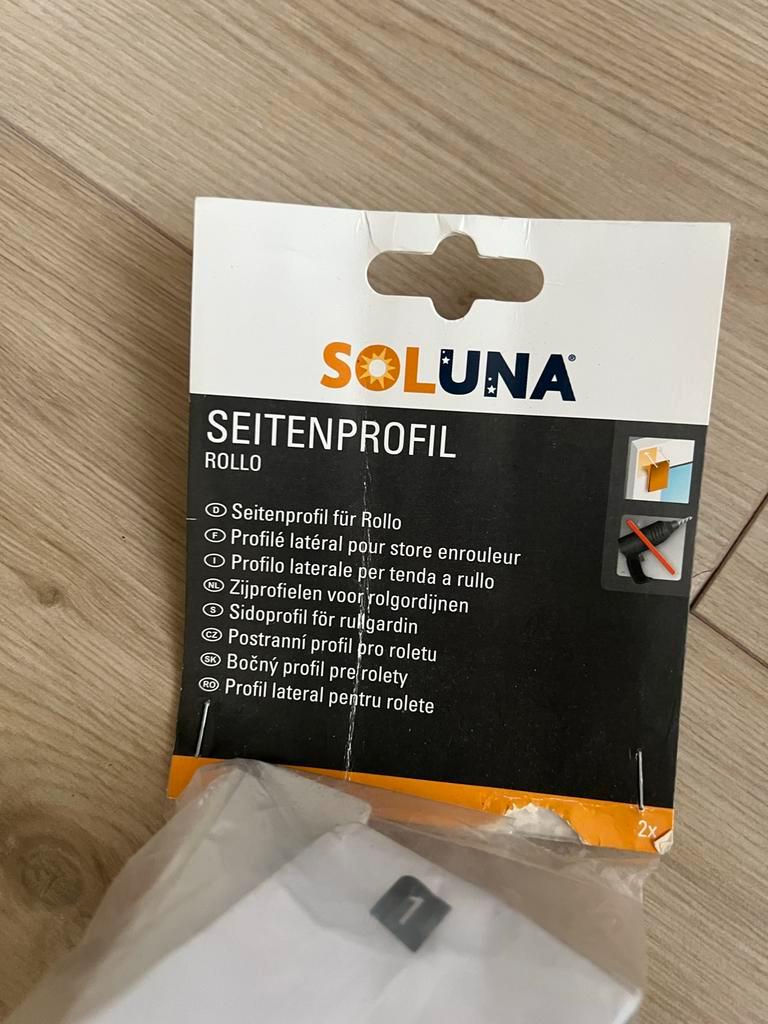 SOLUNA®
SEITENPROFIL
ROLLO
D Seitenprofil für Rollo
F Profilé latéral pour store enrouleur
I Profilo laterale per tenda a rullo
NL Zijprofielen voor rolgordijnen
S Sidoprofil för rullgardin
CZ Postranní profil pro roletu
SK Bočný profil pre rolety
RO Profil lateral pentru rolete
2x
1